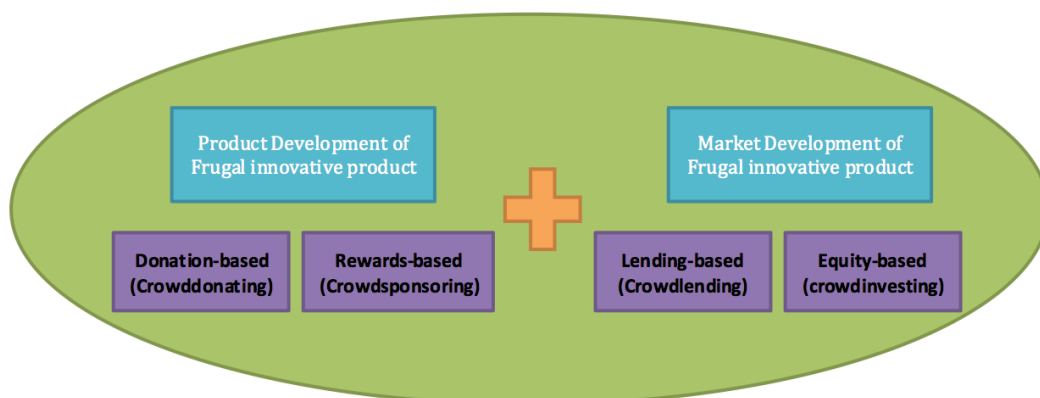 Product Development of
Frugal innovative product
Market Development of
Frugal innovative product
Donation-based
(Crowddonating)
Rewards-based
(Crowdsponsoring)
Lending-based
(Crowdlending)
Equity-based
(crowdinvesting)